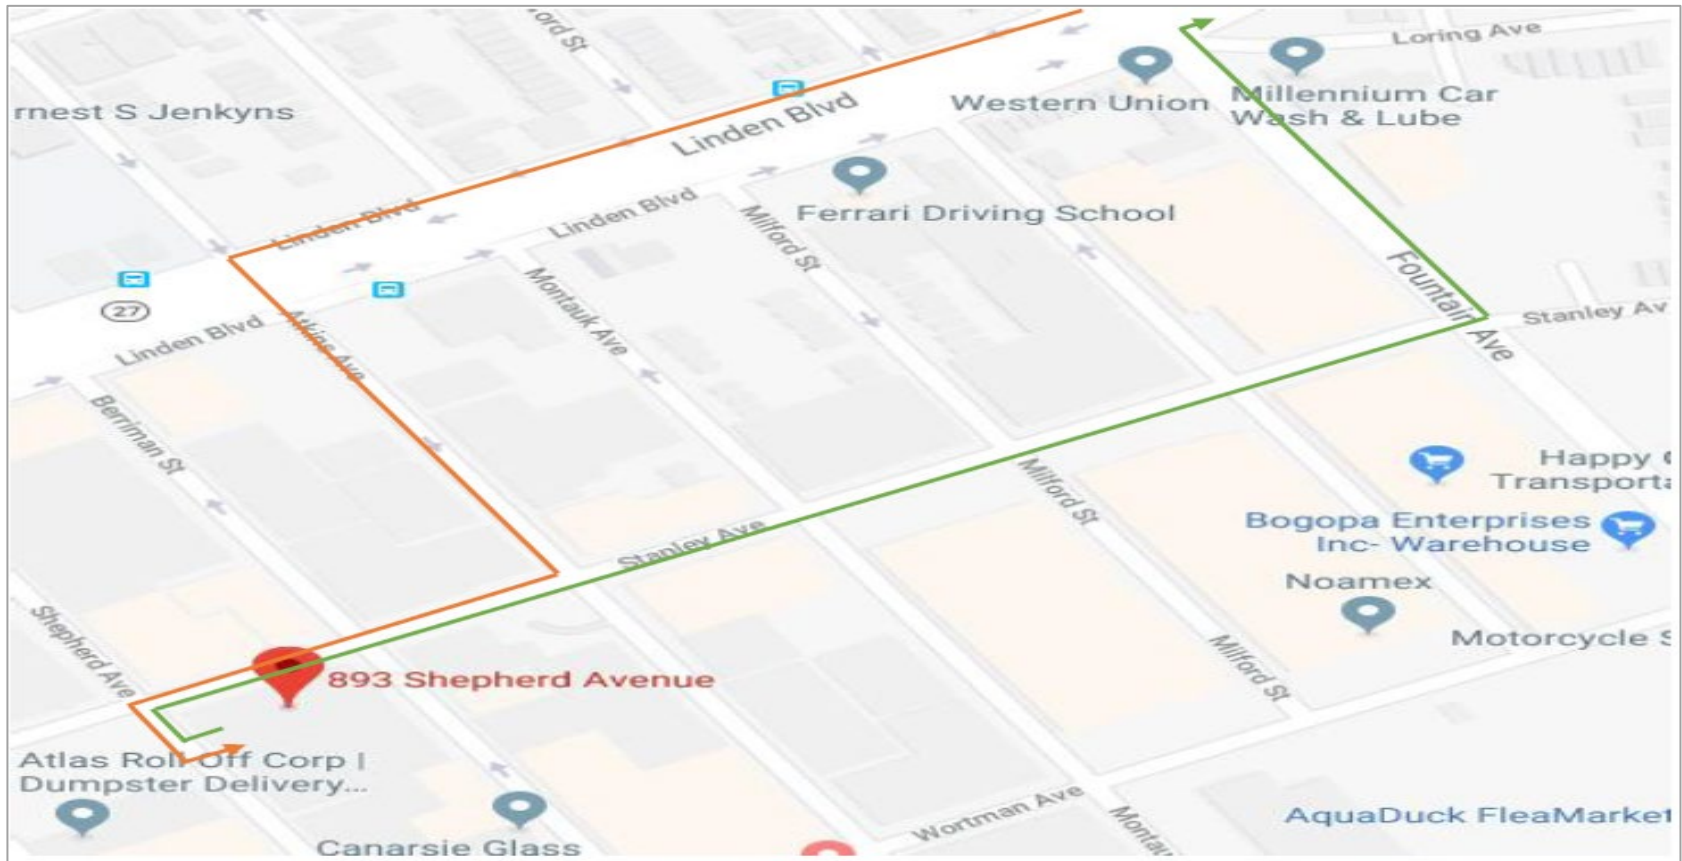 ord St
Loring Ave
rnest S Jenkyns
Western Union
Millennium Car
Wash & Lube
Linden Blvd
Linden Blvd
Linden Blvd
Ferrari Driving School
Milford St
Fountain Ave
Stanley Av
27
Linden Blvd
Atkins Ave
Montauk Ave
Berriman St
Milford St
Happy
Transporta
Bogopa Enterprises
Inc- Warehouse
Stanley Ave
Noamex
Shepherd Ave
893 Shepherd Avenue
Motorcycle S
Milford St
Atlas Roll Off Corp |
Dumpster Delivery...
Wortman Ave
Montau
AquaDuck FleaMarket
Canarsie Glass